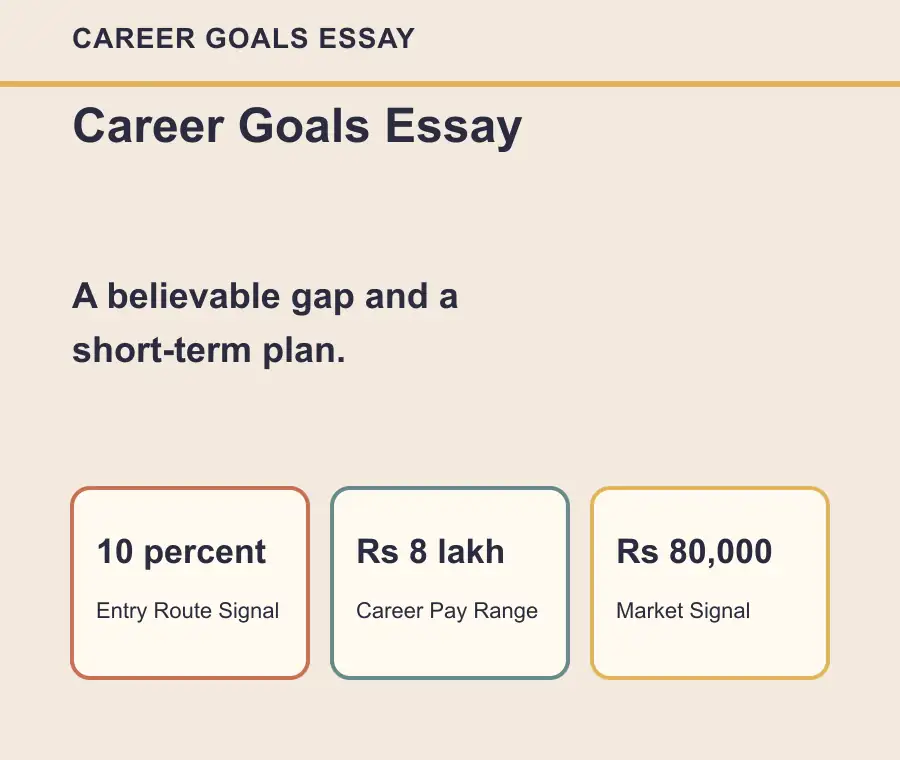 CAREER GOALS ESSAY
Career Goals Essay
A believable gap and a
short-term plan.
10 percent
Entry Route Signal
Rs 8 lakh
Career Pay Range
Rs 80,000
Market Signal